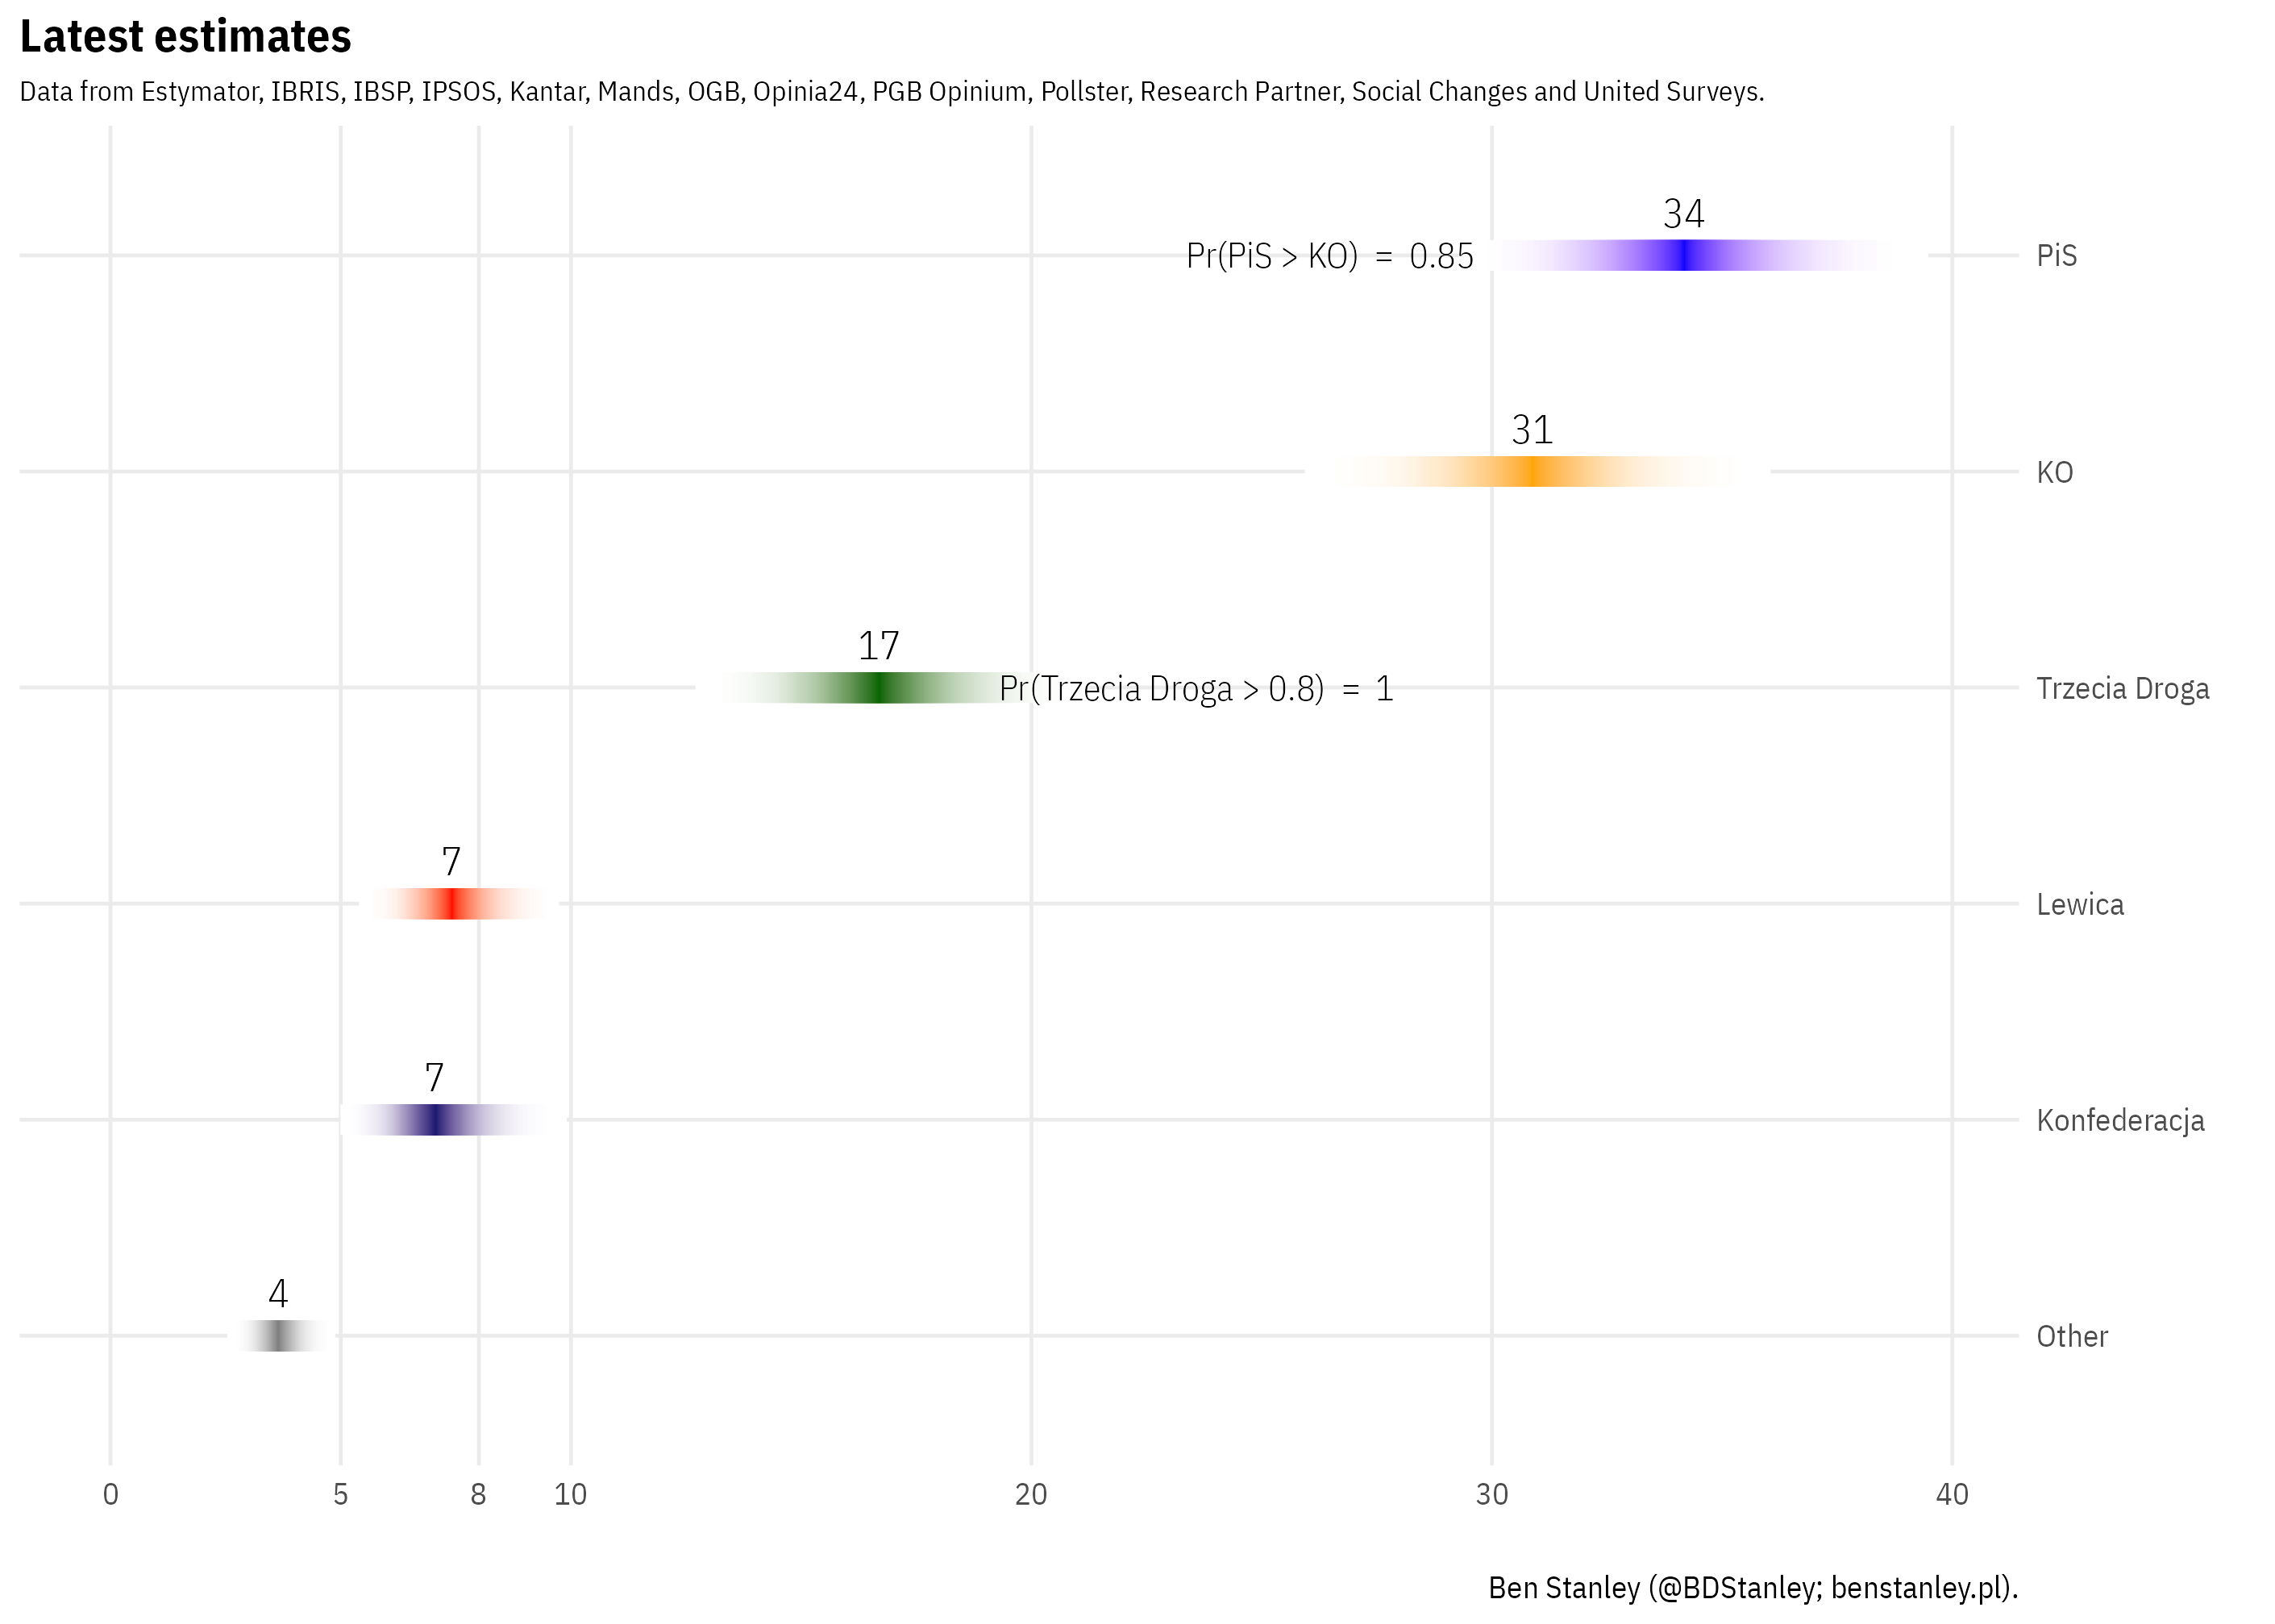 Latest estimates
Data from Estymator, IBRIS, IBSP, IPSOS, Kantar, Mands, OGB, Opinia24, PGB Opinium, Pollster, Research Partner, Social Changes and United Surveys.
34
Pr(PiS > KO) = 0.85
PiS
31
KO
17
Pr(Trzecia Droga > 0.8) = 1
Trzecia Droga
7
Lewica
7
Konfederacja
4
Other
0 5 8 10 20 30 40
Ben Stanley (@BDStanley; benstanley.pl).